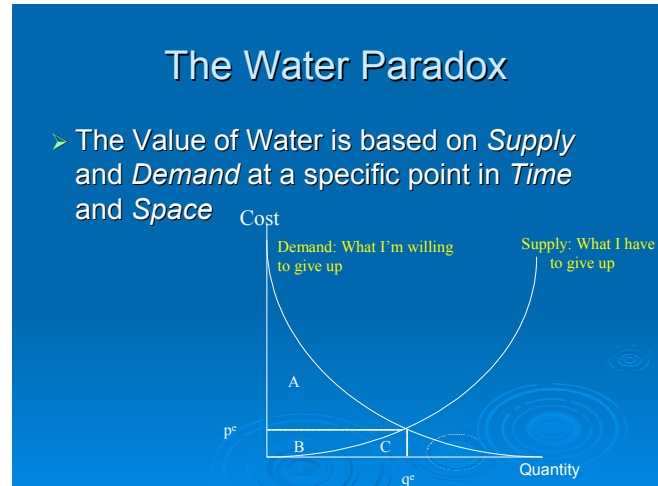 The Water Paradox
➢ The Value of Water is based on Supply
and Demand at a specific point in Time
and Space
Cost
Demand: What I'm willing
to give up
Supply: What I have
to give up
A
pᵉ
B
C
qᵉ
Quantity